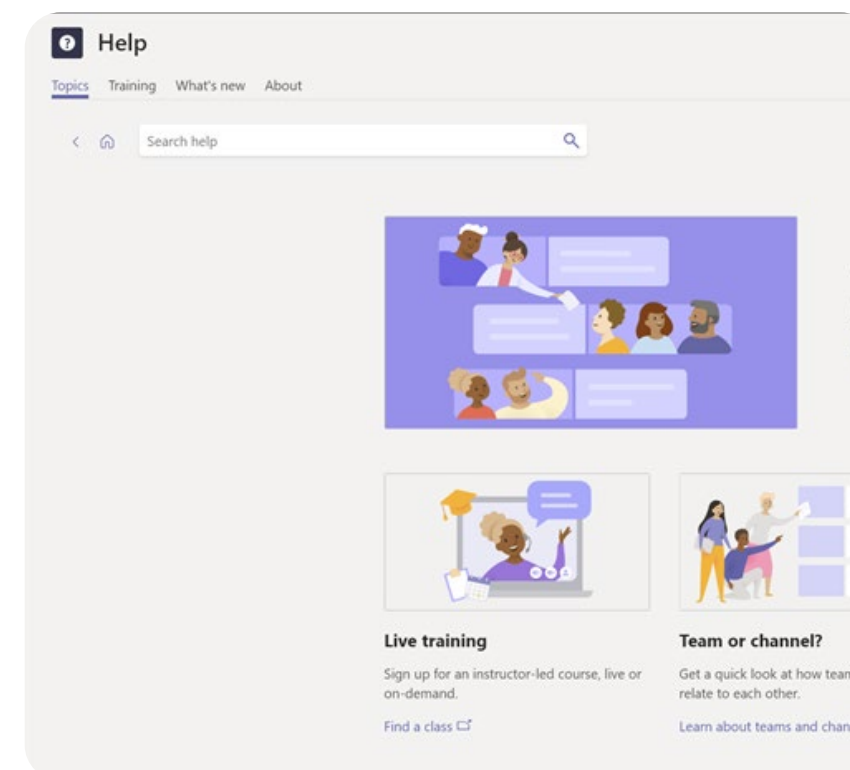 Help
Topics Training What's new About
Search help
Live training
Sign up for an instructor-led course, live or
on-demand.
Find a class
Team or channel?
Get a quick look at how
relate to each other.
Learn about teams and